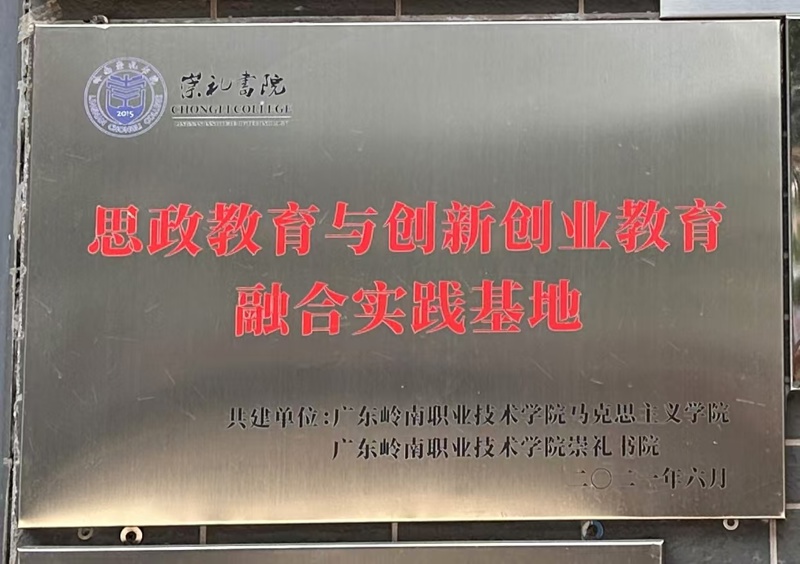 崇礼书院
CHONGLI COLLEGE
2015
思政教育与创新创业教育
融合实践基地
共建单位:广东岭南职业技术学院马克思主义学院
广东岭南职业技术学院崇礼书院
二〇二一年六月